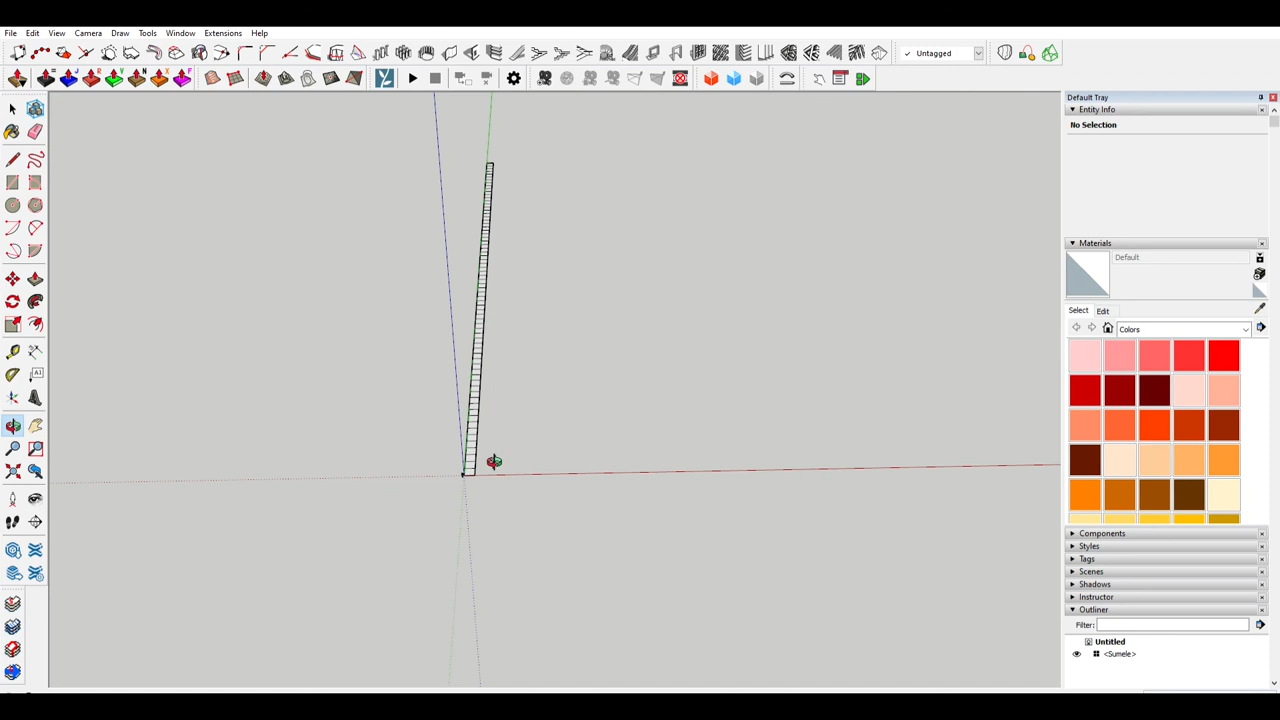 File Edit View Camera Draw Tools Window Extensions Help
Untagged
Default Tray
Entity Info
No Selection
Materials
Default
Select Edit
Colors
Components
Styles
Tags
Scenes
Shadows
Instructor
Outliner
Filter:
Untitled
<Sumele>